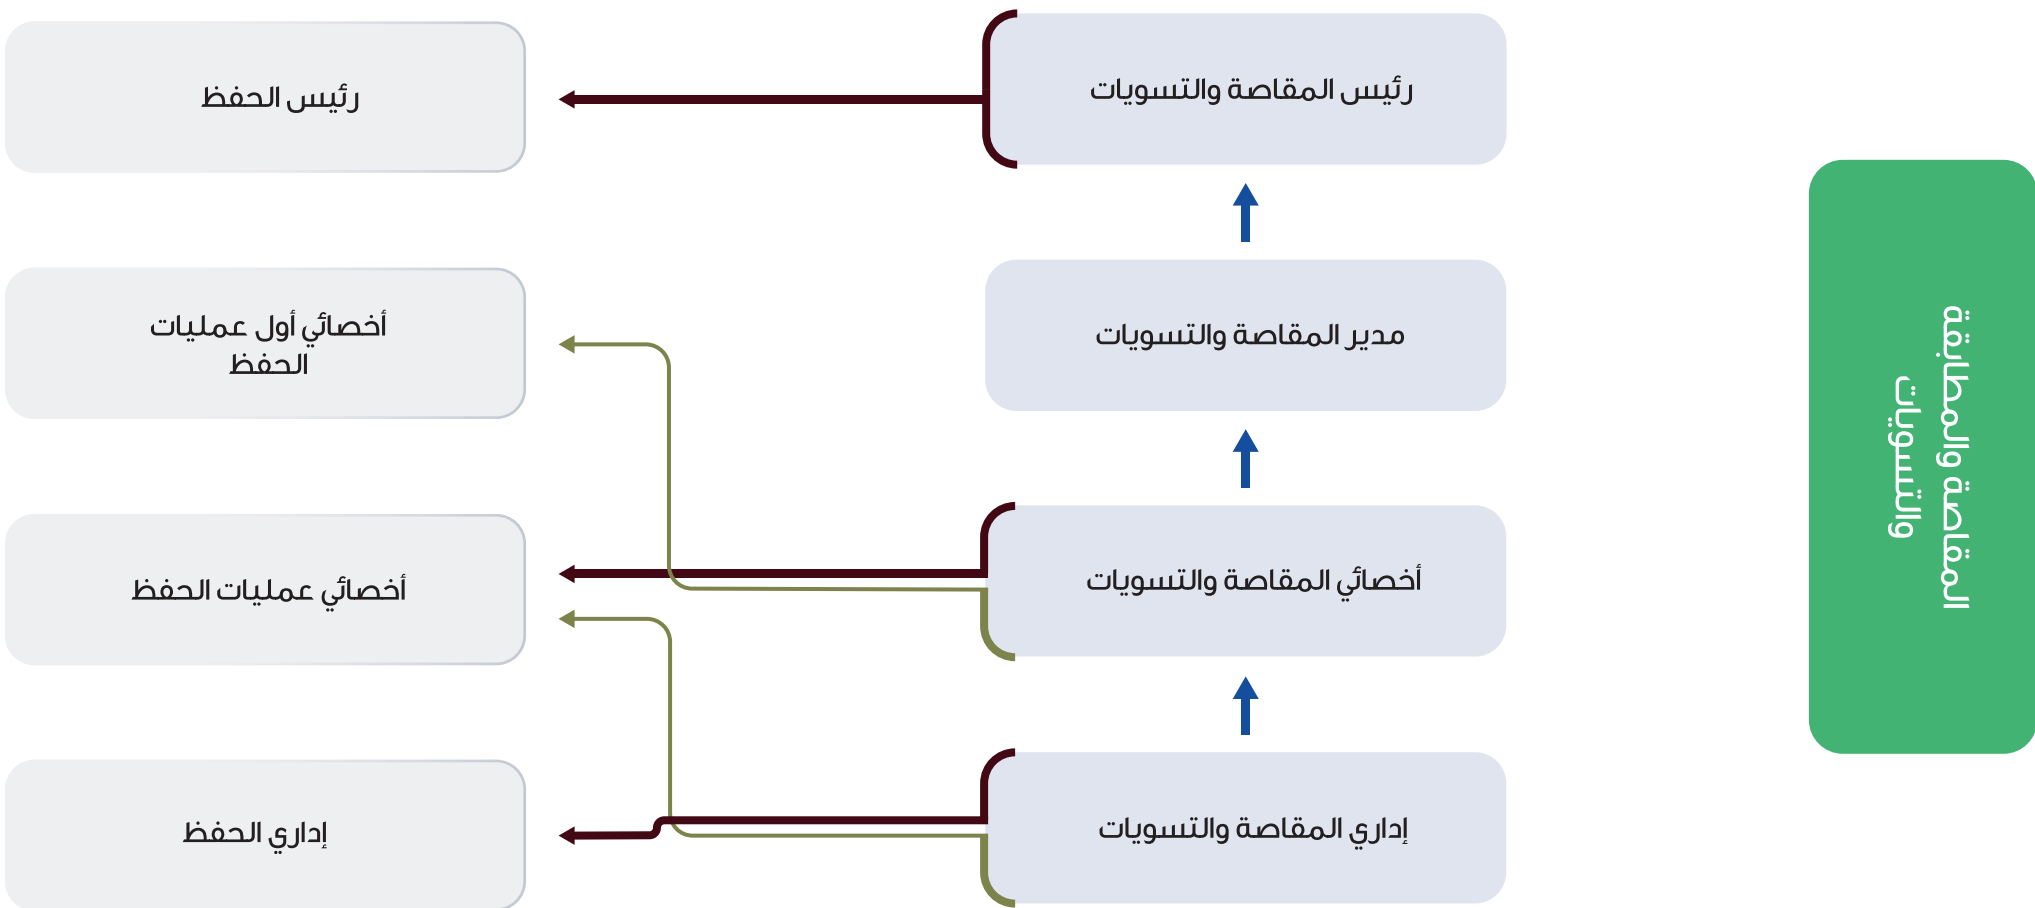 المقاصة والمطابقة
والتسويات
رئيس المقاصة والتسويات
رئيس الحفظ
مدير المقاصة والتسويات
أخصائي أول عمليات
الحفظ
أخصائي المقاصة والتسويات
أخصائي عمليات الحفظ
إداري المقاصة والتسويات
إداري الحفظ